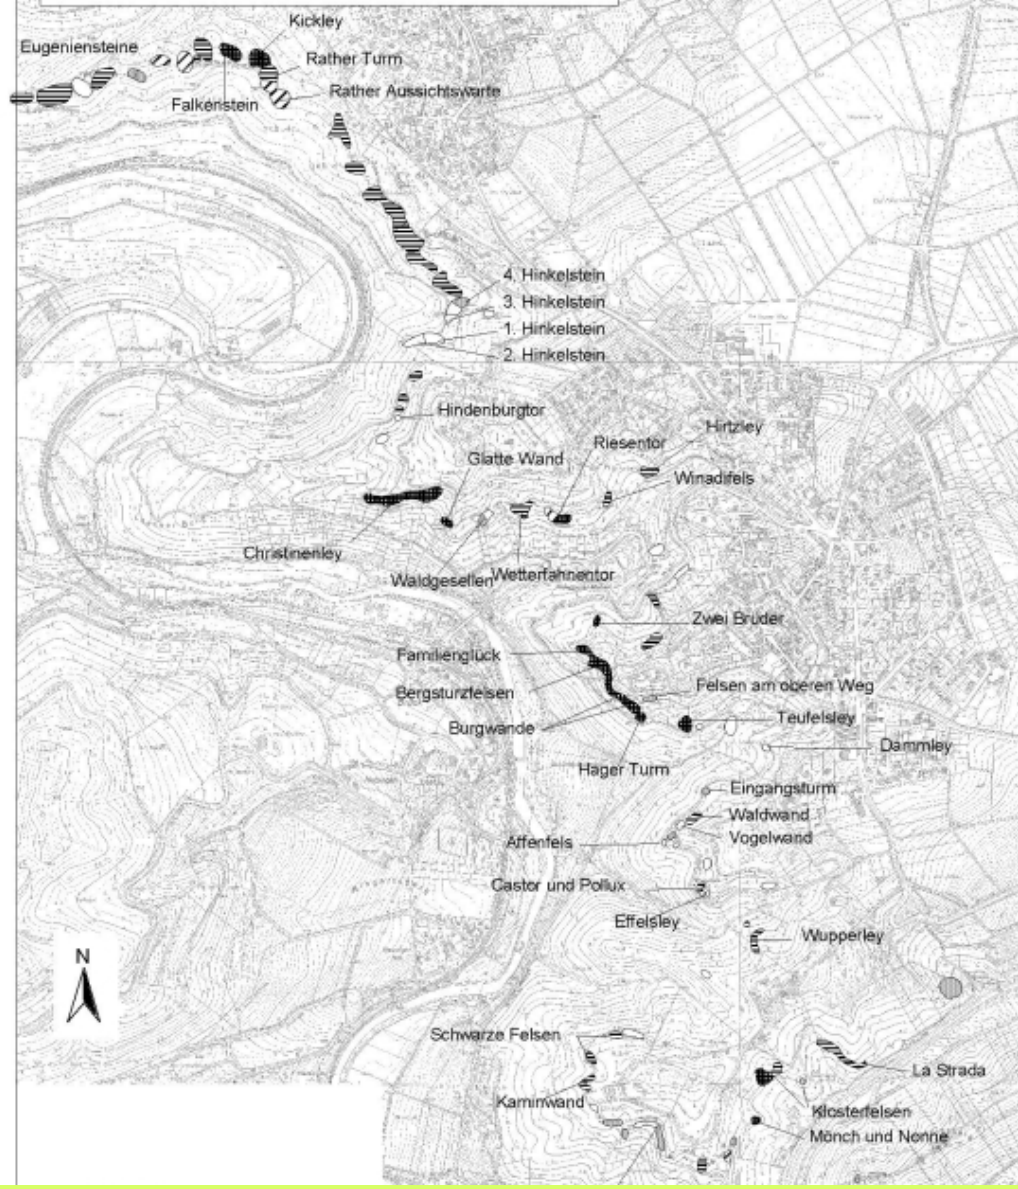 Kickley
Eugeniensteine
Rather Turm
Rather Aussichtswarte
Falkenstein
4. Hinkelstein
3. Hinkelstein
1. Hinkelstein
2. Hinkelstein
Hindenburgtor
Hirtzley
Riesentor
Glatte Wand
Winadifels
Christinenley
Wetterfahnentor
Waldgesellen
Zwei Bruder
Familienglück
Felsen am oberen Weg
Bergsturzfelsen
Teufelsley
Burgwande
Dammley
Hager Turm
Eingangsturm
Waldwand
Vogelwand
Affenfels
Castor und Pollux
Effelsley
Wupperley
N
Schwarze Felsen
La Strada
Kaminwand
Klosterfelsen
Mönch und Nonne